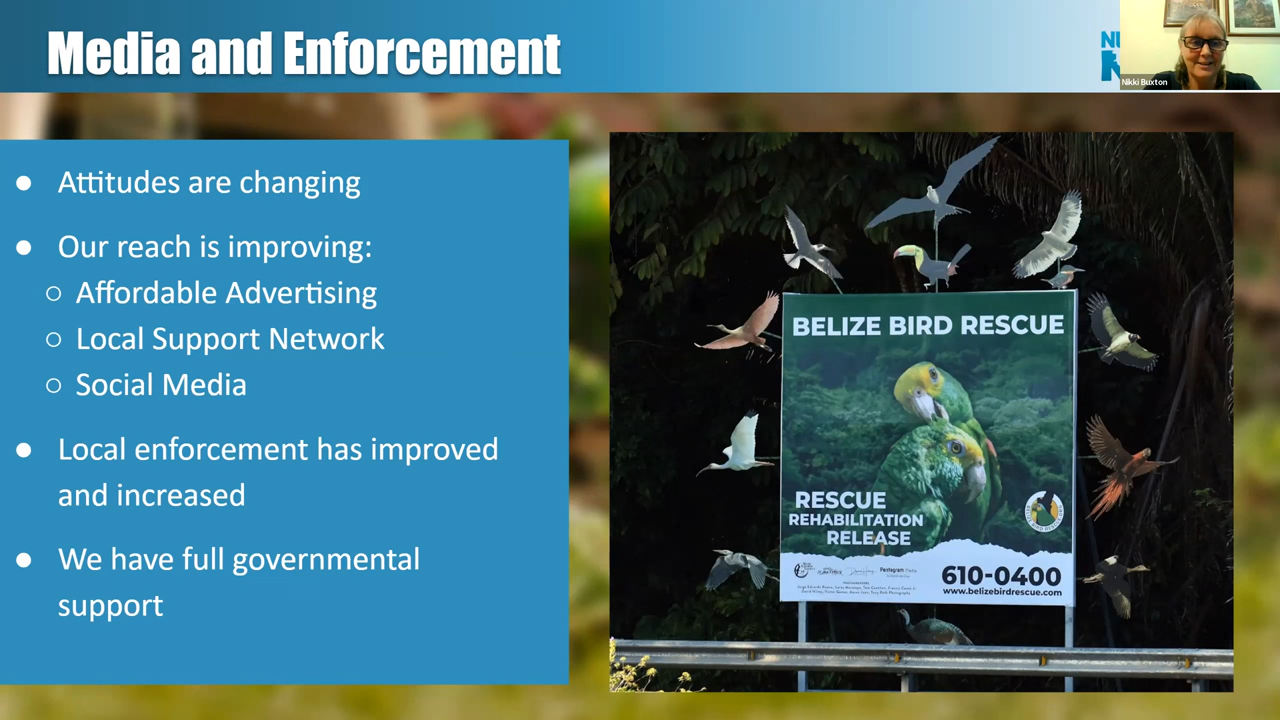 Media and Enforcement
Nikki Buxton
● Attitudes are changing
● Our reach is improving:
○ Affordable Advertising
○ Local Support Network
○ Social Media
● Local enforcement has improved
and increased
● We have full governmental
support
BELIZE BIRD RESCUE
RESCUE
REHABILITATION
RELEASE
610-0400
www.belizebirdrescue.com